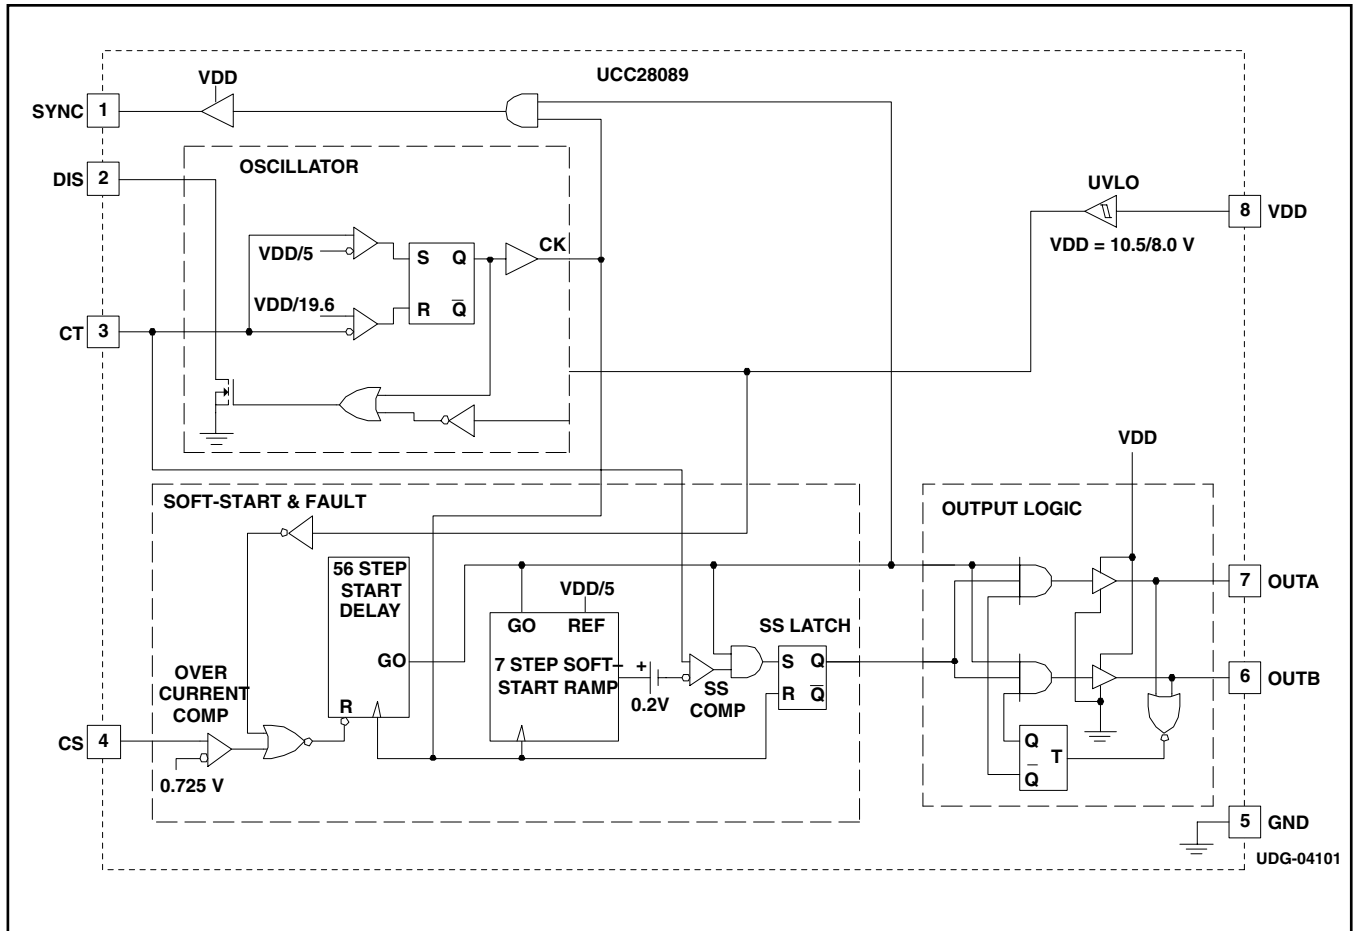 UCC28089
VDD
SYNC
1
DIS
2
OSCILLATOR
UVLO
8
VDD
VDD = 10.5/8.0 V
CK
VDD/5
S
Q
VDD/19.6
R
Q
CT
3
VDD
SOFT-START & FAULT
OUTPUT LOGIC
56 STEP
START
DELAY
GO
R
VDD/5
GO
REF
7 STEP SOFT-
START RAMP
+
0.2V
SS
COMP
SS LATCH
S
Q
R
Q
7
OUTA
6
OUTB
OVER
CURRENT
COMP
CS
4
0.725 V
Q
T
Q
5
GND
UDG-04101